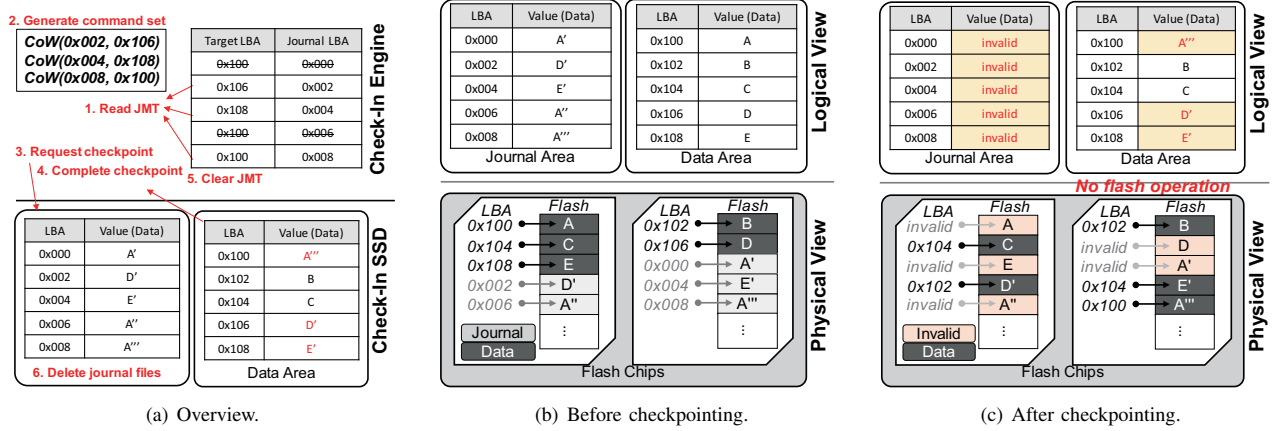 2. Generate command set
CoW(0x002, 0x106)
CoW(0x004, 0x108)
CoW(0x008, 0x100)
Target LBA Journal LBA
0x100 0x000
0x106 0x002
0x108 0x004
0x100 0x006
0x100 0x008
1. Read JMT
3. Request checkpoint
4. Complete checkpoint
5. Clear JMT
Check-In Engine
LBA Value (Data)
0x000 A'
0x002 D'
0x004 E'
0x006 A''
0x008 A'''
6. Delete journal files
LBA Value (Data)
0x100 A'''
0x102 B
0x104 C
0x106 D'
0x108 E'
Data Area
Check-In SSD
(a) Overview.
LBA Value (Data)
0x000 A'
0x002 D'
0x004 E'
0x006 A''
0x008 A'''
Journal Area
LBA Value (Data)
0x100 A
0x102 B
0x104 C
0x106 D
0x108 E
Data Area
Logical View
LBA Flash
0x100 A
0x104 C
0x108 E
0x002 D'
0x006 A''
⋮
Journal
Data
LBA Flash
0x102 B
0x106 D
0x000 A'
0x004 E'
0x008 A'''
⋮
Flash Chips
Physical View
(b) Before checkpointing.
LBA Value (Data)
0x000 invalid
0x002 invalid
0x004 invalid
0x006 invalid
0x008 invalid
Journal Area
LBA Value (Data)
0x100 A'''
0x102 B
0x104 C
0x106 D'
0x108 E'
Data Area
Logical View
No flash operation
LBA Flash
invalid A
0x104 C
invalid E
0x102 D'
invalid A''
⋮
Invalid
Data
LBA Flash
0x102 B
invalid D
invalid A'
0x104 E'
0x100 A'''
⋮
Flash Chips
Physical View
(c) After checkpointing.